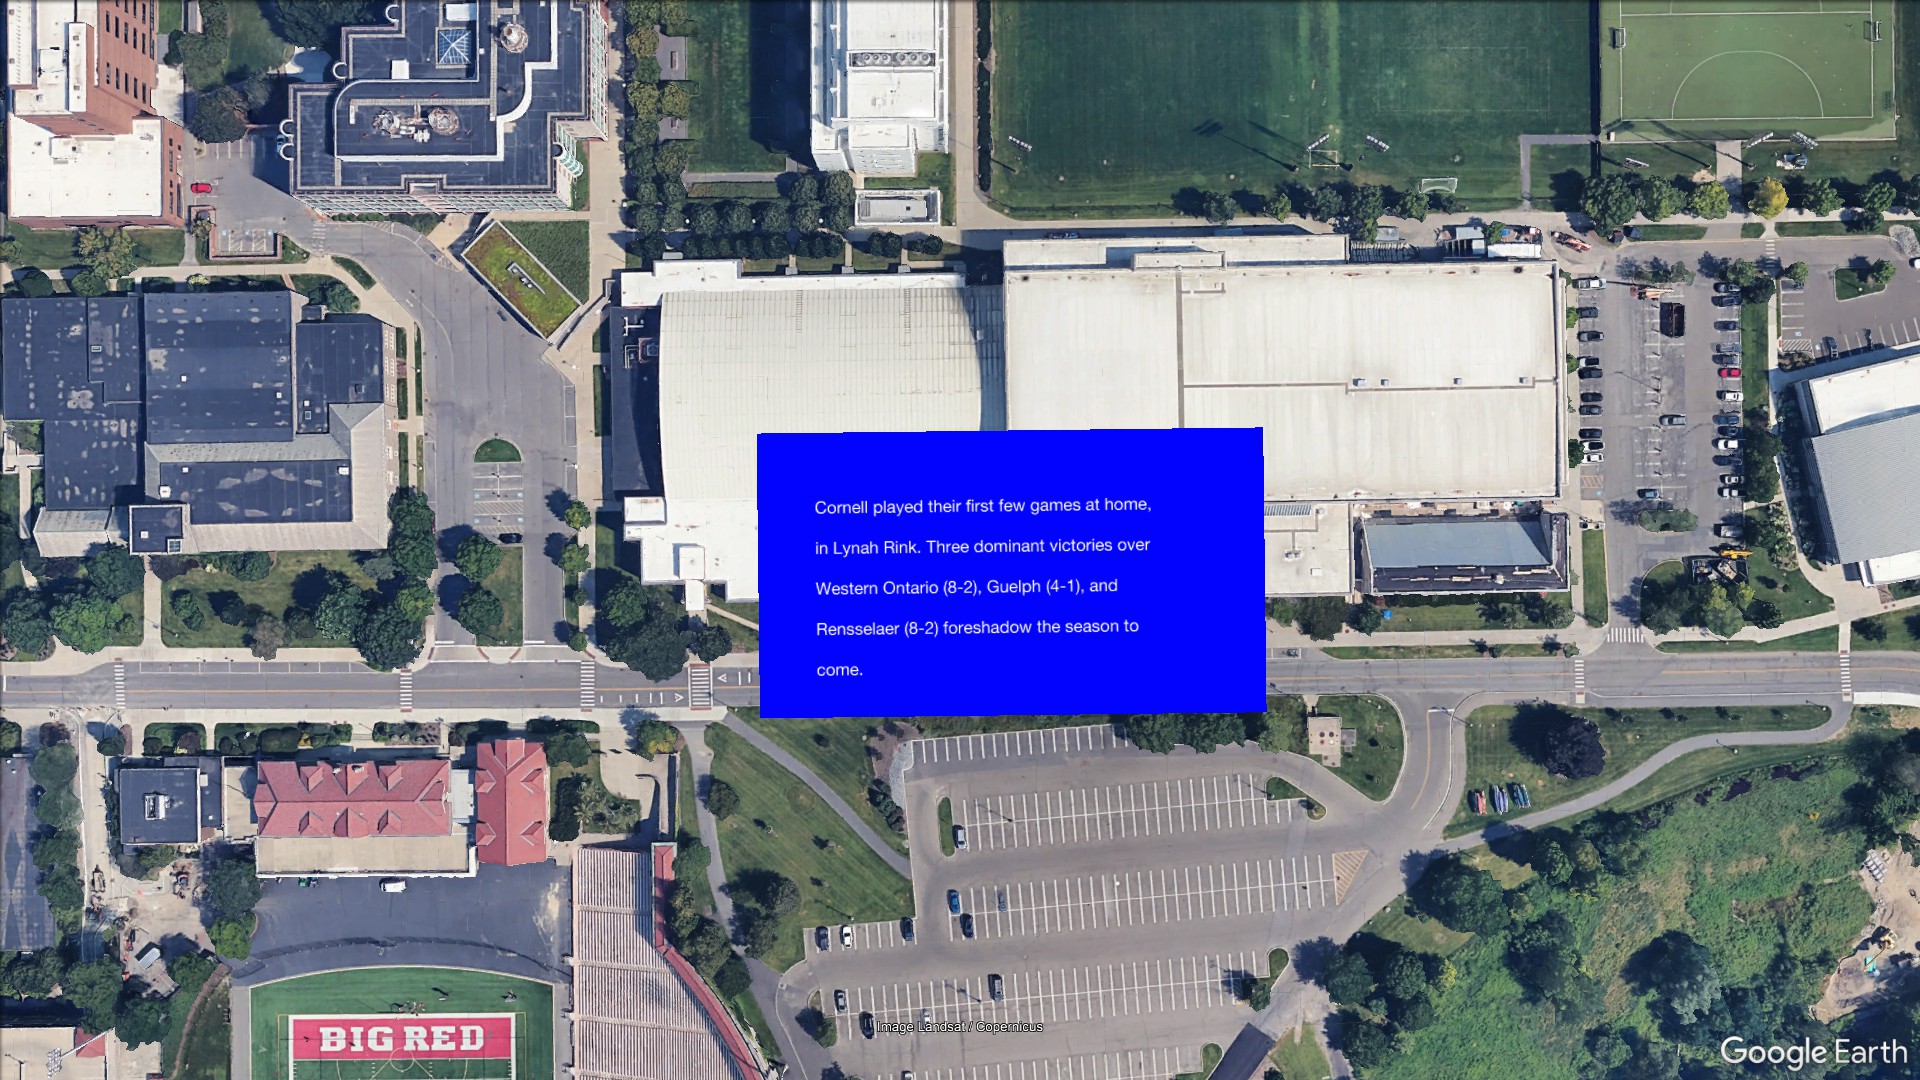 Cornell played their first few games at home,
in Lynah Rink. Three dominant victories over
Western Ontario (8-2), Guelph (4-1), and
Rensselaer (8-2) foreshadow the season to
come.
BIG RED
Image Landsat / Copernicus
Google Earth